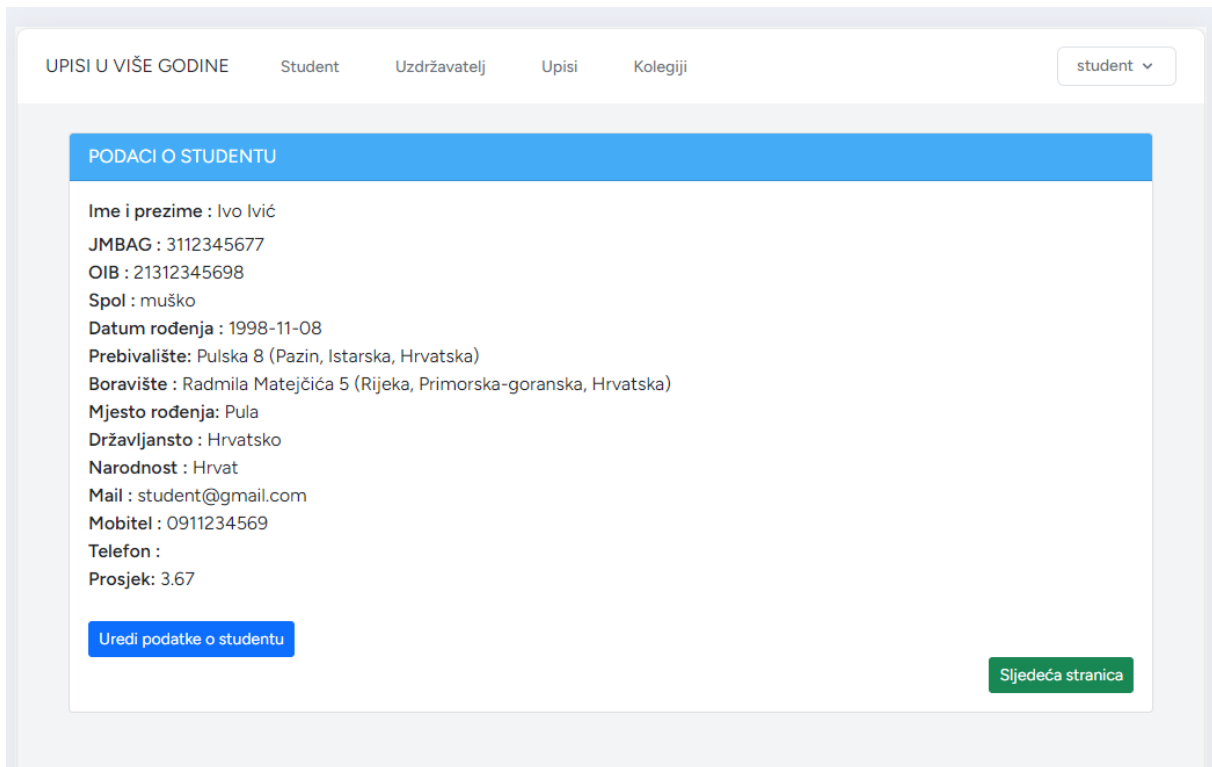 UPISI U VIŠE GODINE Student Uzdržavatelj Upisi Kolegiji student
PODACI O STUDENTU
Ime i prezime : Ivo Ivić
JMBAG : 3112345677
OIB : 21312345698
Spol : muško
Datum rođenja : 1998-11-08
Prebivalište: Pulska 8 (Pazin, Istarska, Hrvatska)
Boravište : Radmila Matejčića 5 (Rijeka, Primorska-goranska, Hrvatska)
Mjesto rođenja: Pula
Državljansto : Hrvatsko
Narodnost : Hrvat
Mail : student@gmail.com
Mobitel : 0911234569
Telefon :
Prosjek: 3.67
Uredi podatke o studentu
Sljedeća stranica